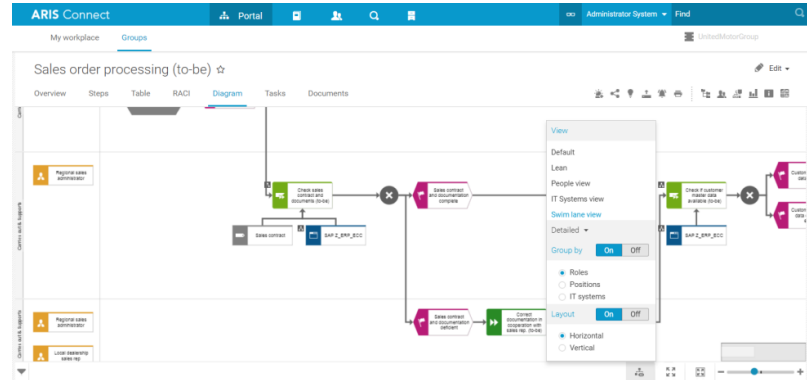 ARIS Connect
Portal
Administrator System
Find
My workplace
Groups
UnitedMotorGroup
Sales order processing (to-be)
Edit
Overview
Steps
Table
RACI
Diagram
Tasks
Documents
View
Default
Lean
People view
IT Systems view
Swim lane view
Detailed
Group by
On
Off
Roles
Positions
IT systems
Layout
On
Off
Horizontal
Vertical
Regional sales
administrator
Carries out & Supports
Check sales
contract and
documents (to-be)
Sales contract
and documentation
complete
Sales contract
SAP Z_ERP_ECC
Check if customer
master data
available (to-be)
SAP Z_ERP_ECC
Regional sales
administrator
Local dealership
sales rep
Sales contract
and documentation
deficient
Correct
documentation in
cooperation with
sales rep. (to-be)